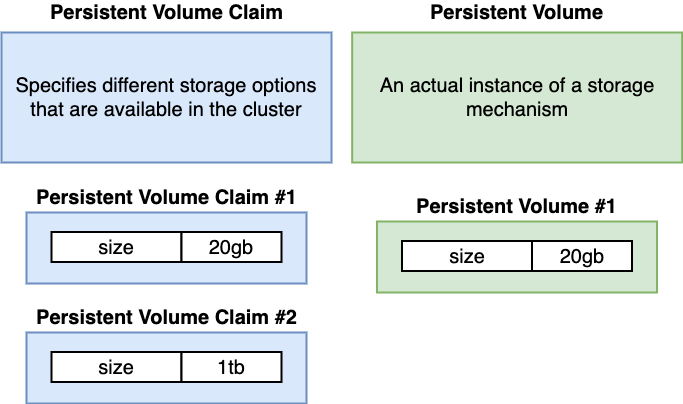 Persistent Volume Claim
Specifies different storage options
that are available in the cluster
Persistent Volume
An actual instance of a storage
mechanism
Persistent Volume Claim #1
size 20gb
Persistent Volume #1
size 20gb
Persistent Volume Claim #2
size 1tb